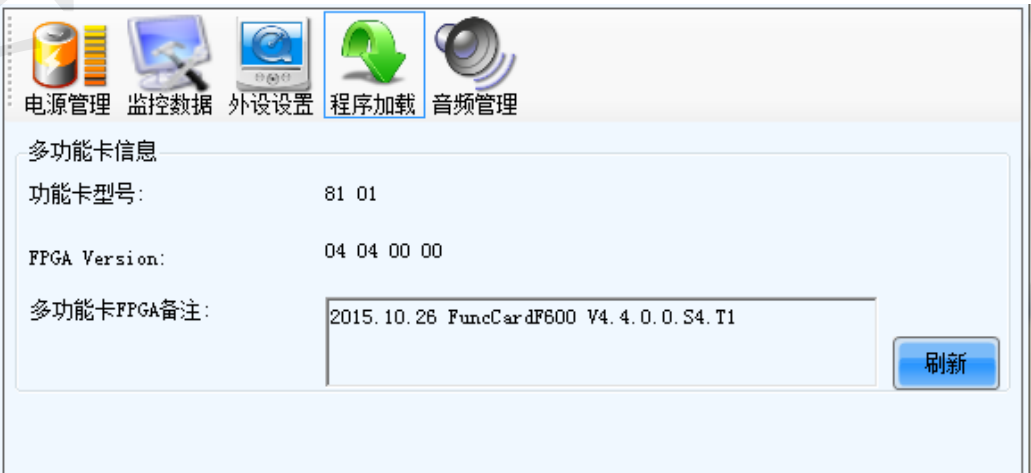 电源管理 监控数据 外设设置 程序加载 音频管理
多功能卡信息
功能卡型号: 81 01
FPGA Version: 04 04 00 00
多功能卡FPGA备注: 2015.10.26 FuncCardF600 V4.4.0.0.S4.T1
刷新